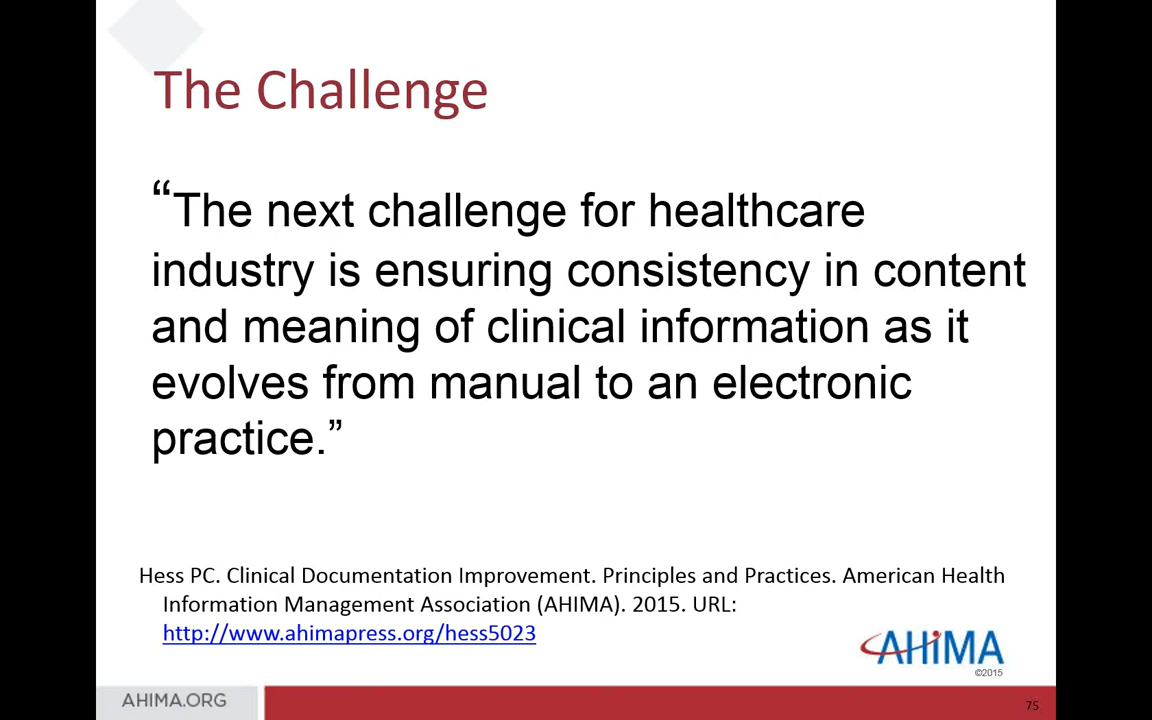 The Challenge
“The next challenge for healthcare
industry is ensuring consistency in content
and meaning of clinical information as it
evolves from manual to an electronic
practice.”
Hess PC. Clinical Documentation Improvement. Principles and Practices. American Health
Information Management Association (AHIMA). 2015. URL:
http://www.ahimapress.org/hess5023
AHiMA
©2015
AHIMA.ORG
75